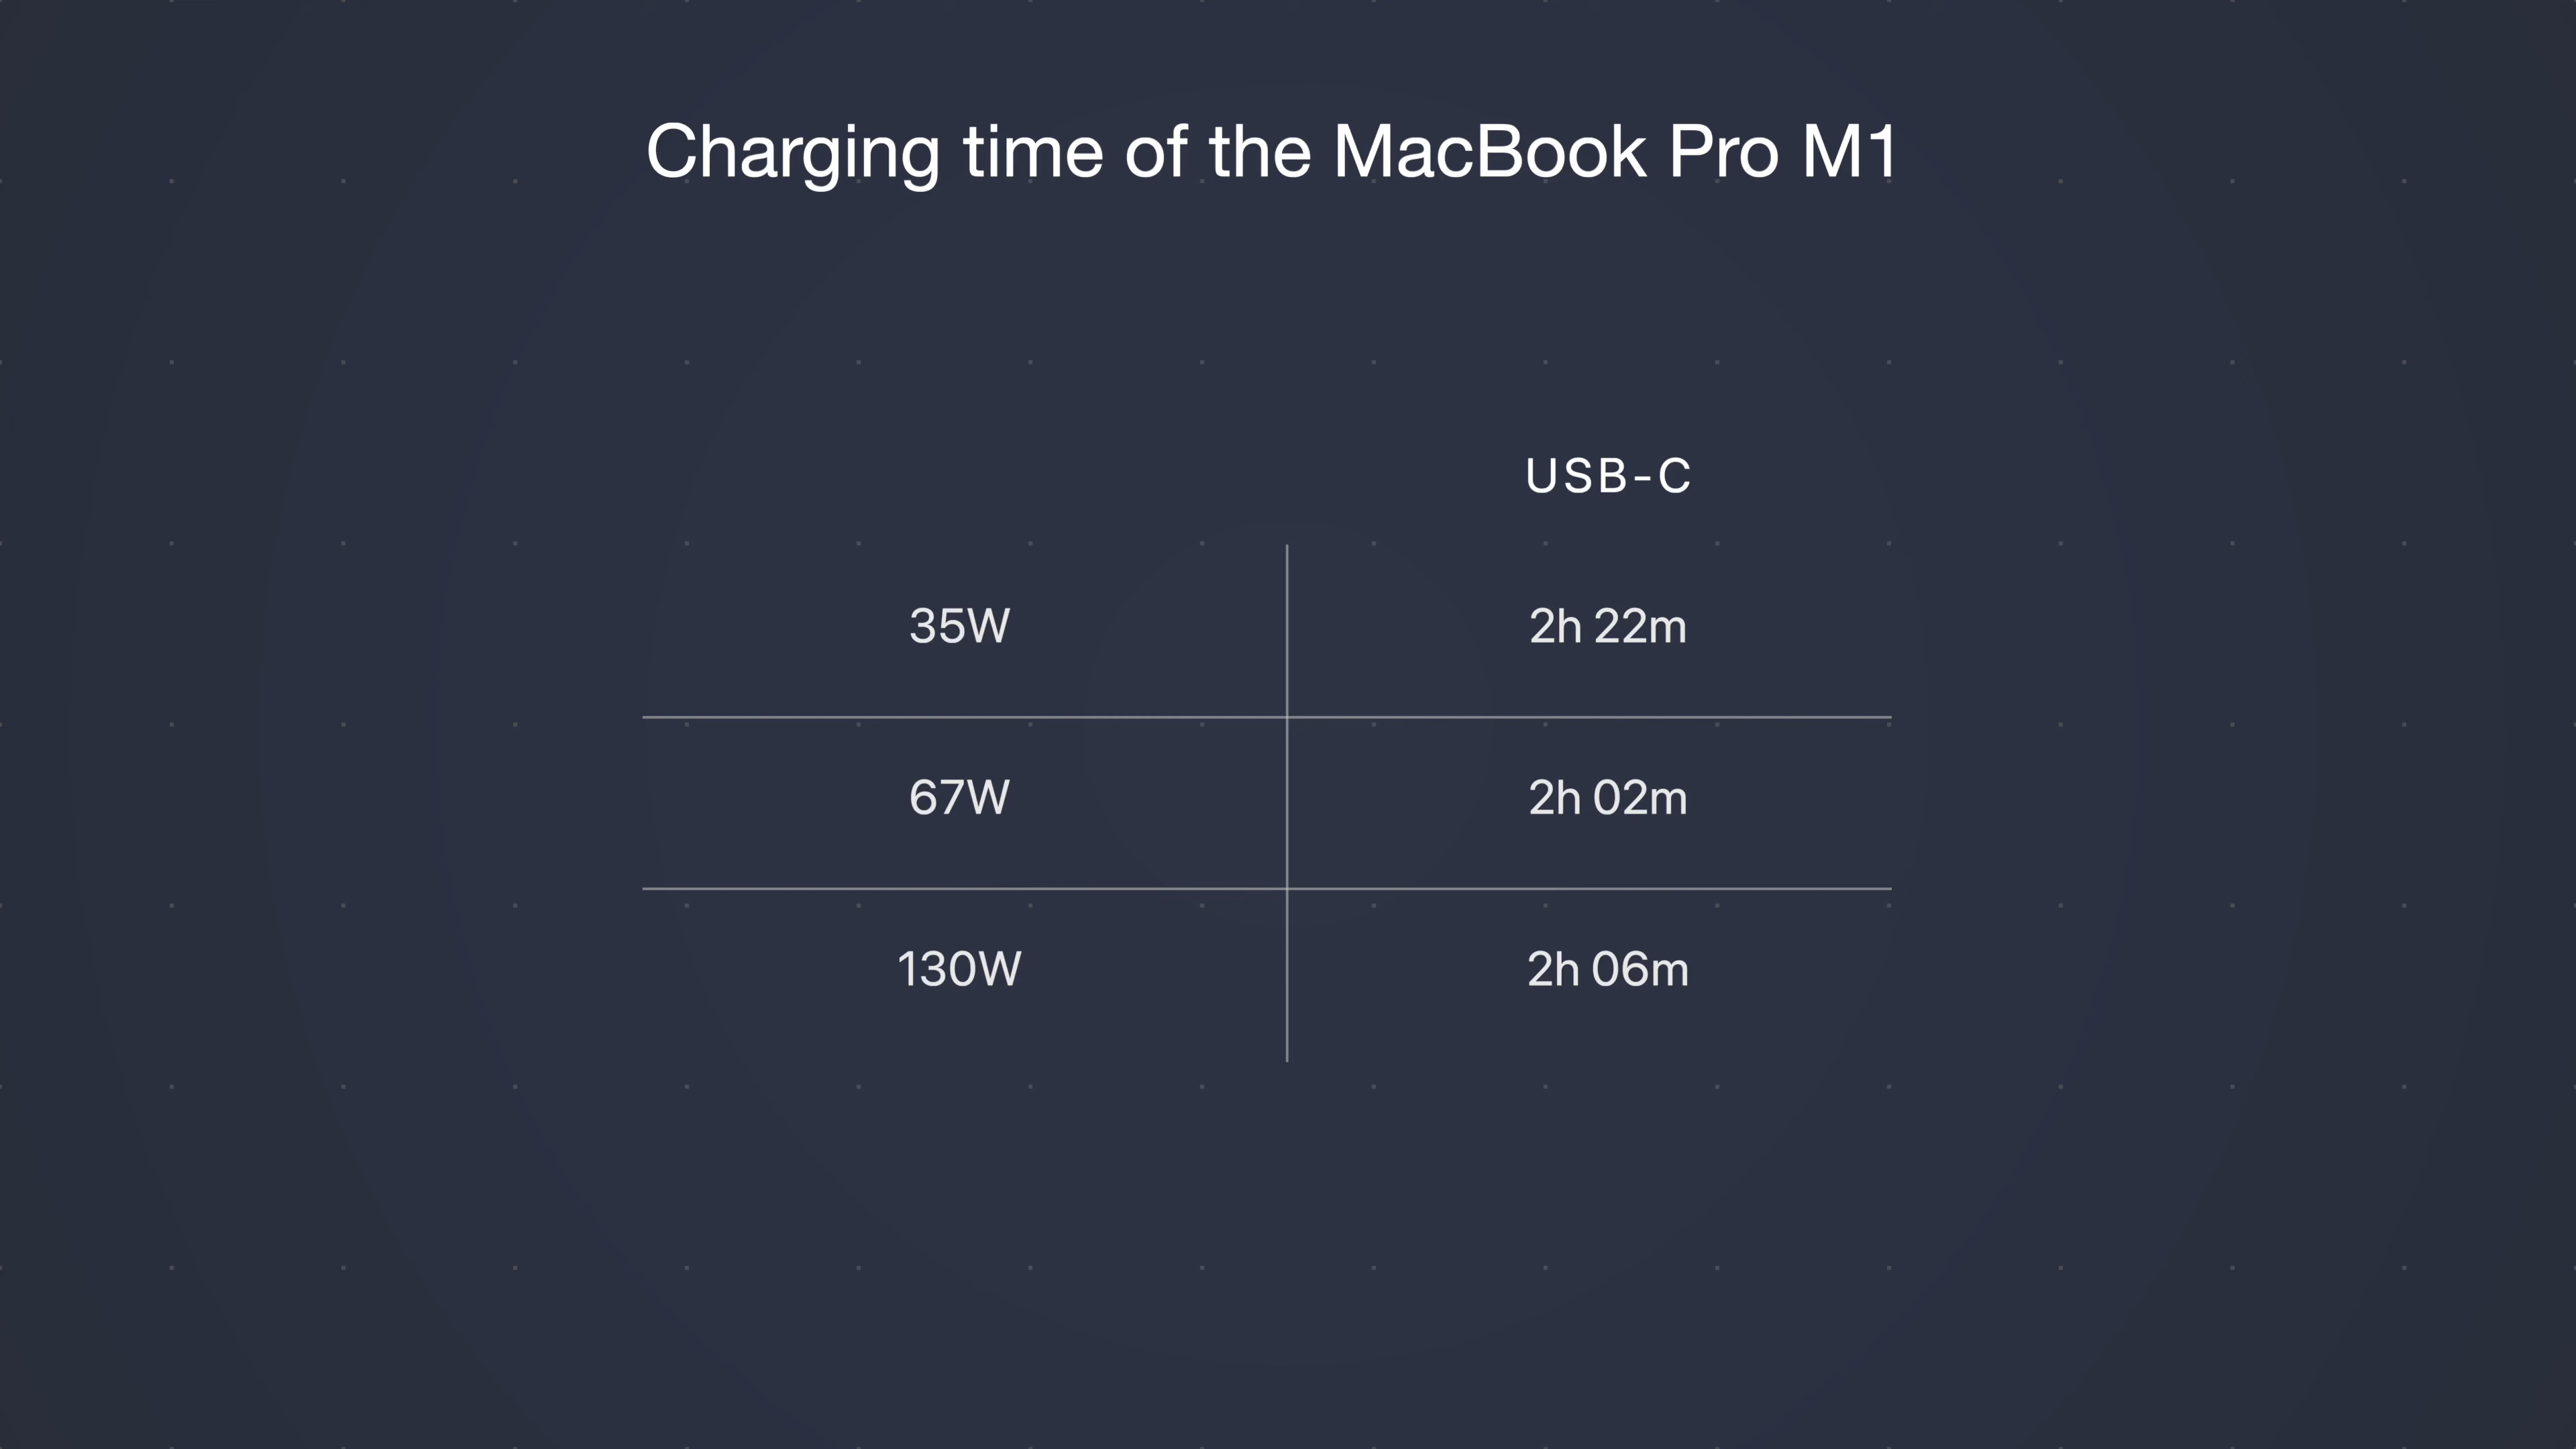 Charging time of the MacBook Pro M1
USB-C
35W 2h 22m
67W 2h 02m
130W 2h 06m